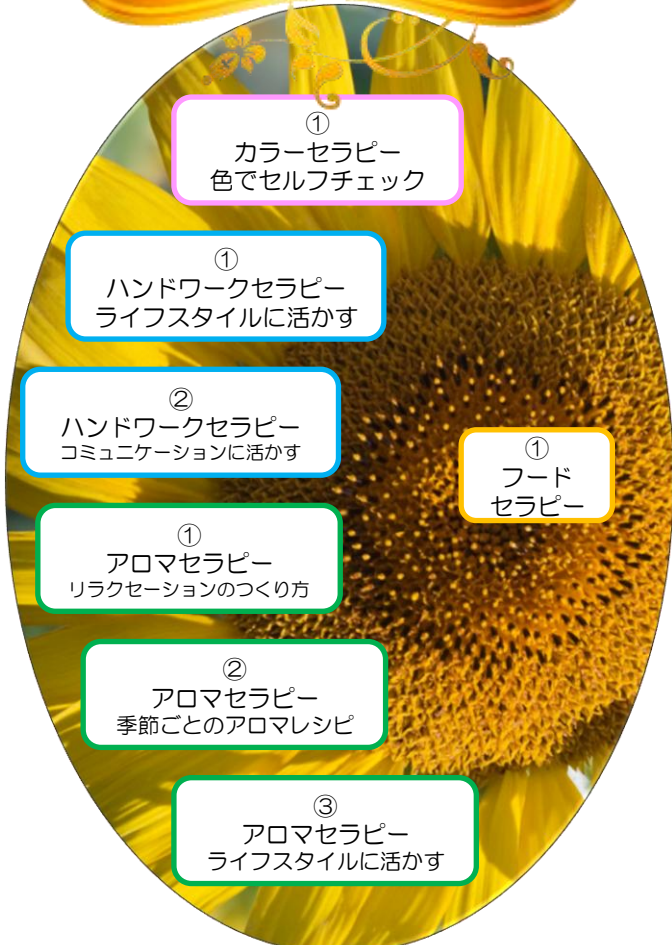 ①
カラーセラピー
色でセルフチェック
①
ハンドワークセラピー
ライフスタイルに活かす
②
ハンドワークセラピー
コミュニケーションに活かす
①
フード
セラピー
①
アロマセラピー
リラクセーションのつくり方
②
アロマセラピー
季節ごとのアロマレシピ
③
アロマセラピー
ライフスタイルに活かす